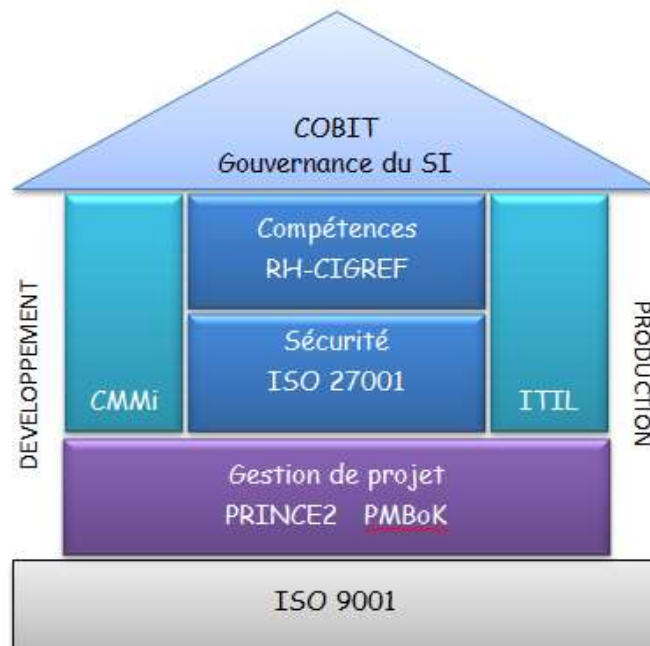 COBIT
Gouvernance du SI
DEVELOPPEMENT
CMMi
Compétences
RH-CIGREF
Sécurité
ISO 27001
ITIL
PRODUCTION
Gestion de projet
PRINCE2 PMBoK
ISO 9001